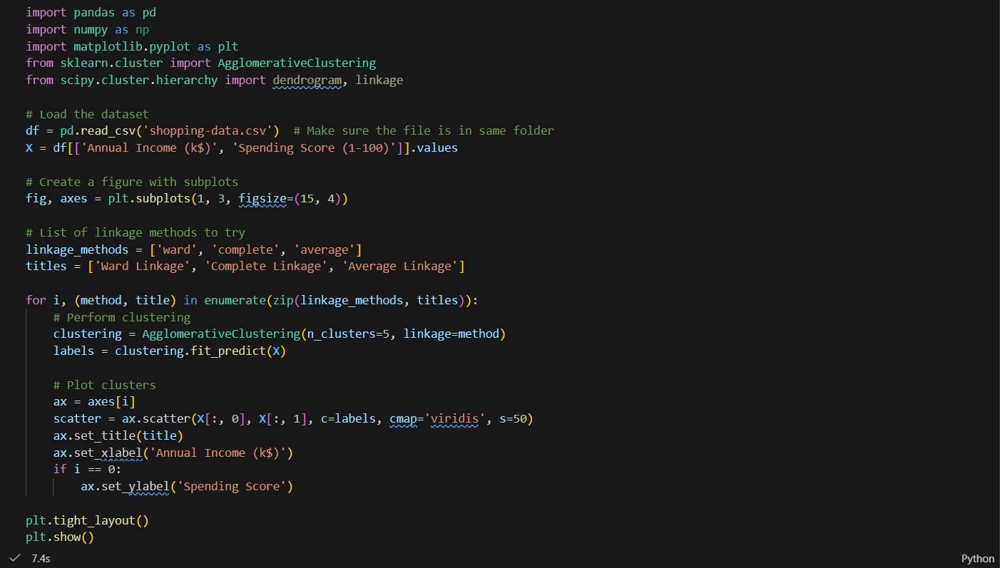 import pandas as pd
import numpy as np
import matplotlib.pyplot as plt
from sklearn.cluster import AgglomerativeClustering
from scipy.cluster.hierarchy import dendrogram, linkage

# Load the dataset
df = pd.read_csv('shopping-data.csv')  # Make sure the file is in same folder
X = df[['Annual Income (k$)', 'Spending Score (1-100)']].values

# Create a figure with subplots
fig, axes = plt.subplots(1, 3, figsize=(15, 4))

# List of linkage methods to try
linkage_methods = ['ward', 'complete', 'average']
titles = ['Ward Linkage', 'Complete Linkage', 'Average Linkage']

for i, (method, title) in enumerate(zip(linkage_methods, titles)):
    # Perform clustering
    clustering = AgglomerativeClustering(n_clusters=5, linkage=method)
    labels = clustering.fit_predict(X)

    # Plot clusters
    ax = axes[i]
    scatter = ax.scatter(X[:, 0], X[:, 1], c=labels, cmap='viridis', s=50)
    ax.set_title(title)
    ax.set_xlabel('Annual Income (k$)')
    if i == 0:
        ax.set_ylabel('Spending Score')

plt.tight_layout()
plt.show()
7.4s
Python